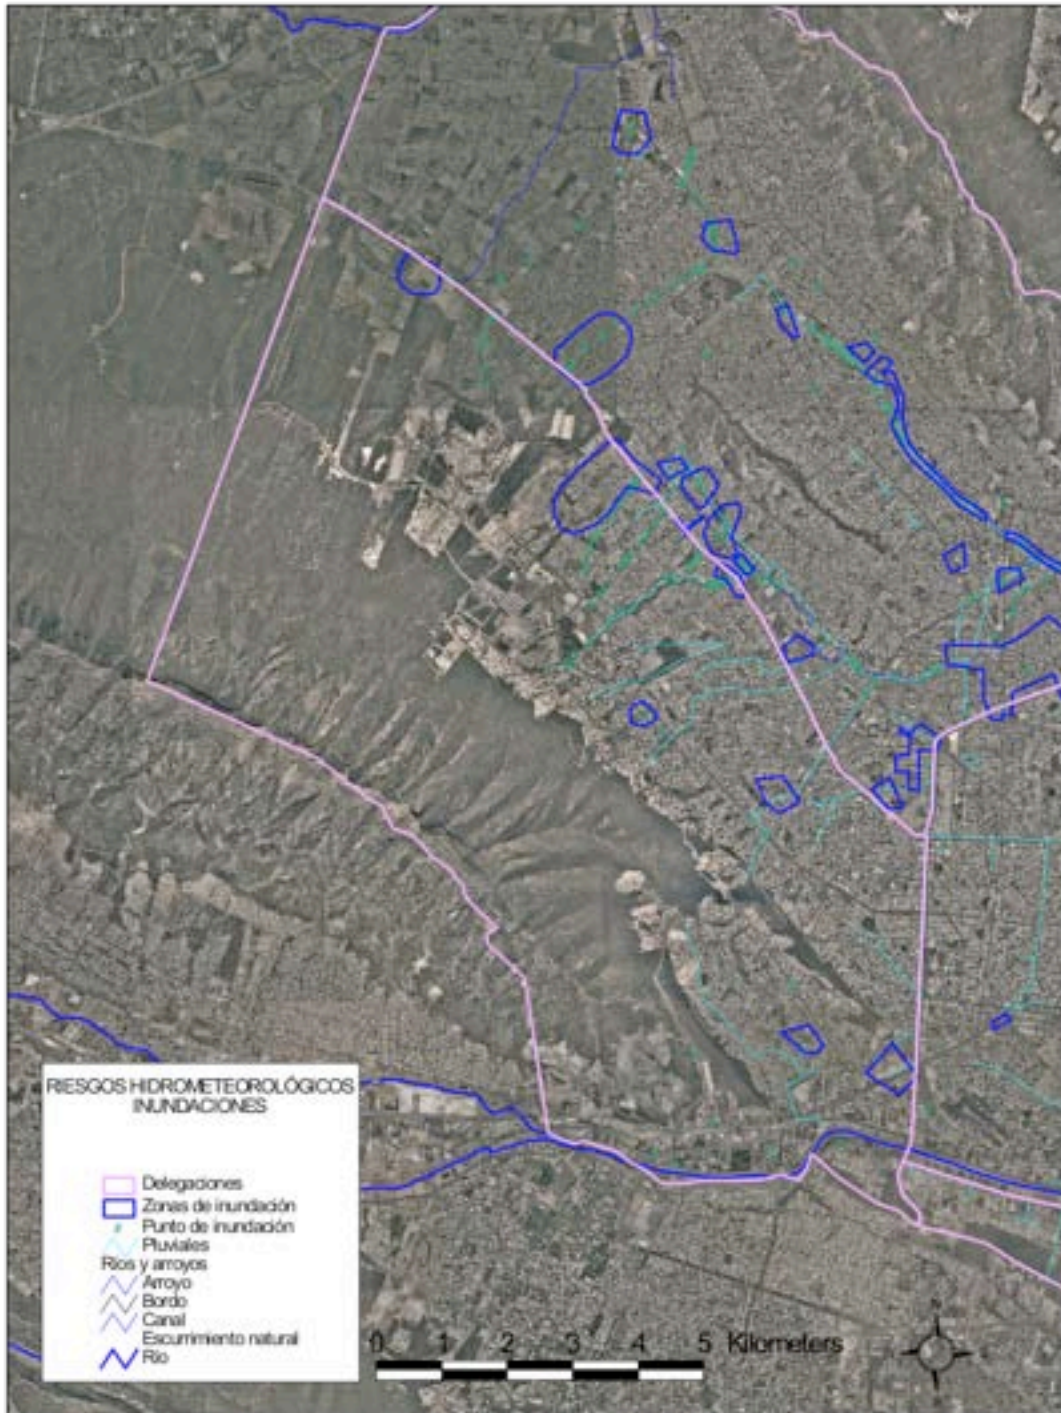 RIESGOS HIDROMETEOROLÓGICOS
INUNDACIONES
Delegaciones
Zonas de inundación
Punto de inundación
Pluviales
Ríos y arroyos
Arroyo
Bordo
Canal
Escurrimiento natural
Río
0 1 2 3 4 5 Kilometers
N